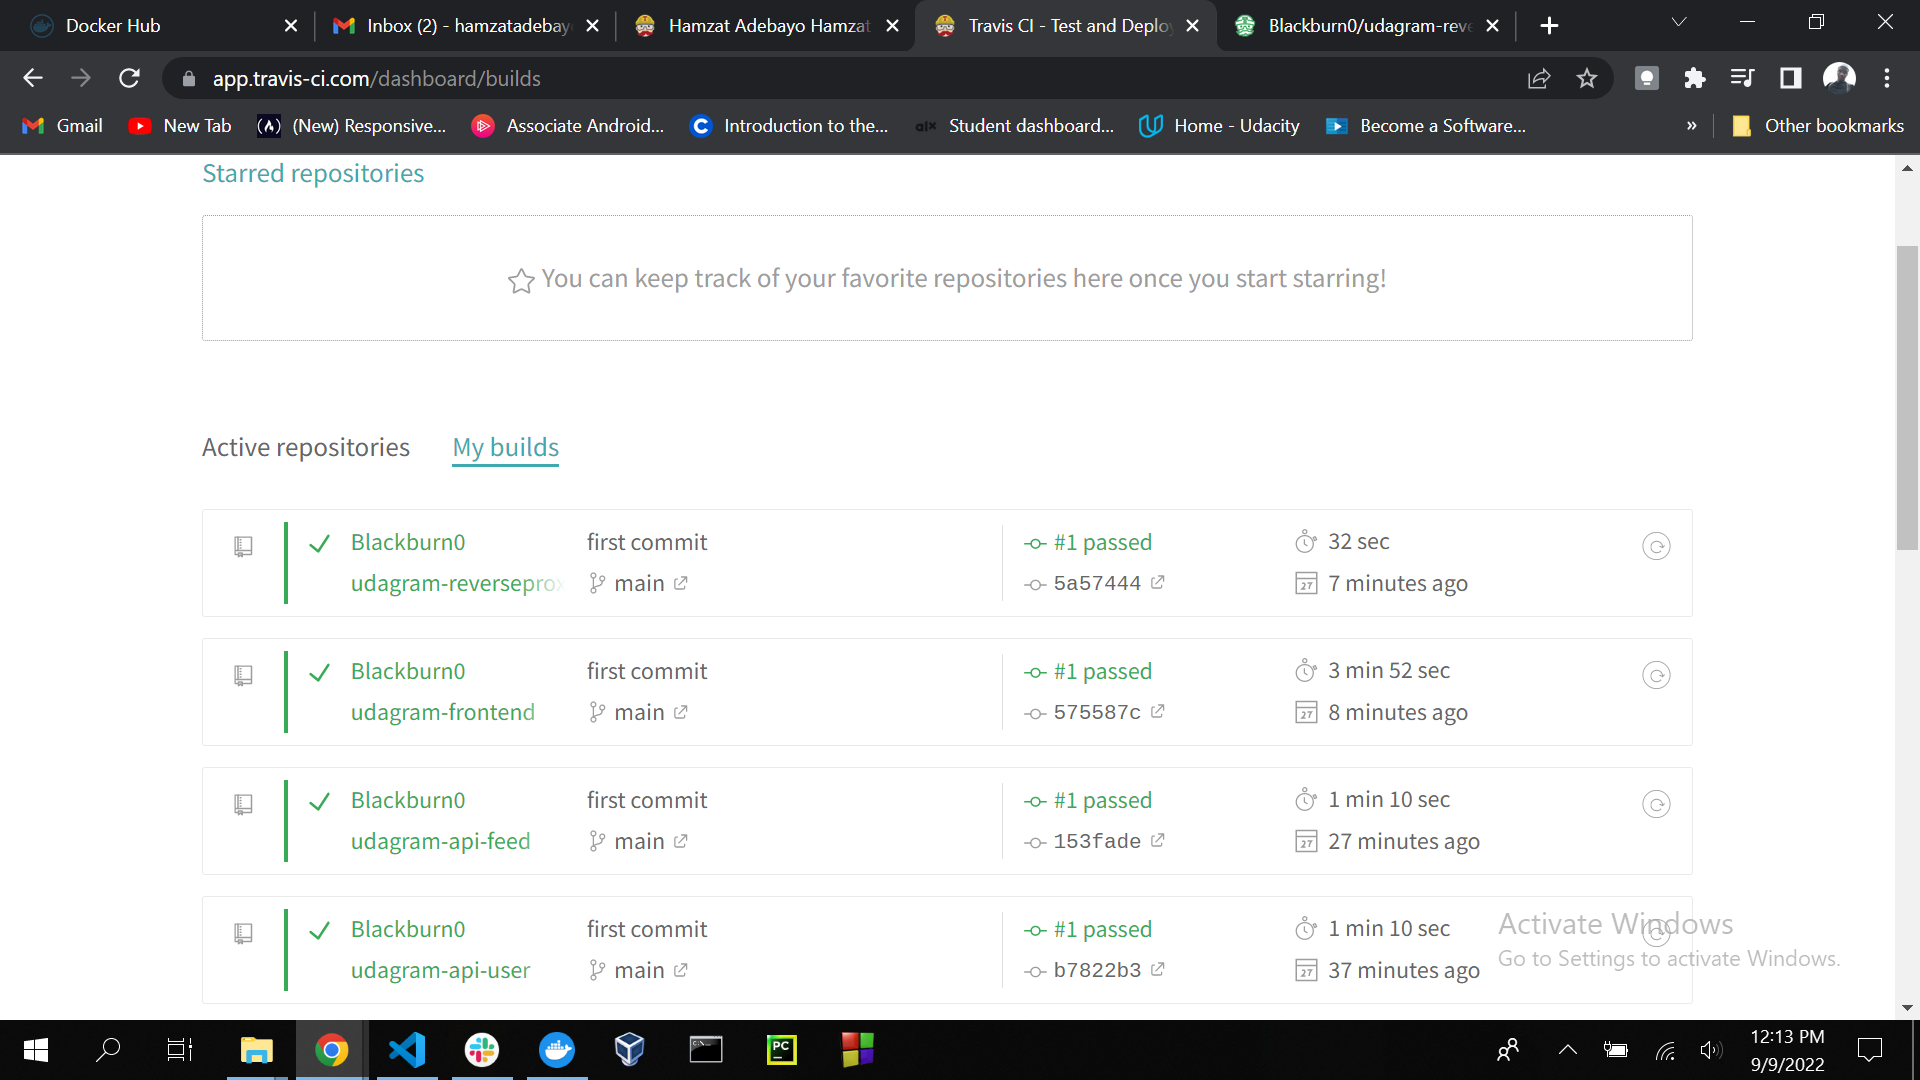 Docker Hub
Inbox (2) - hamzatadebay
Hamzat Adebayo Hamzat
Travis CI - Test and Deplo
Blackburn0/udagram-reve
app.travis-ci.com/dashboard/builds
Gmail
New Tab
(New) Responsive...
Associate Android...
Introduction to the...
alx Student dashboard...
Home - Udacity
Become a Software...
»
Other bookmarks
Starred repositories
You can keep track of your favorite repositories here once you start starring!
Active repositories
My builds
Blackburn0 first commit #1 passed 32 sec
udagram-reversepro main 5a57444 27 7 minutes ago
Blackburn0 first commit #1 passed 3 min 52 sec
udagram-frontend main 575587c 27 8 minutes ago
Blackburn0 first commit #1 passed 1 min 10 sec
udagram-api-feed main 153fade 27 27 minutes ago
Blackburn0 first commit #1 passed 1 min 10 sec
udagram-api-user main b7822b3 27 37 minutes ago
Activate Windows
Go to Settings to activate Windows.
PC
12:13 PM
9/9/2022